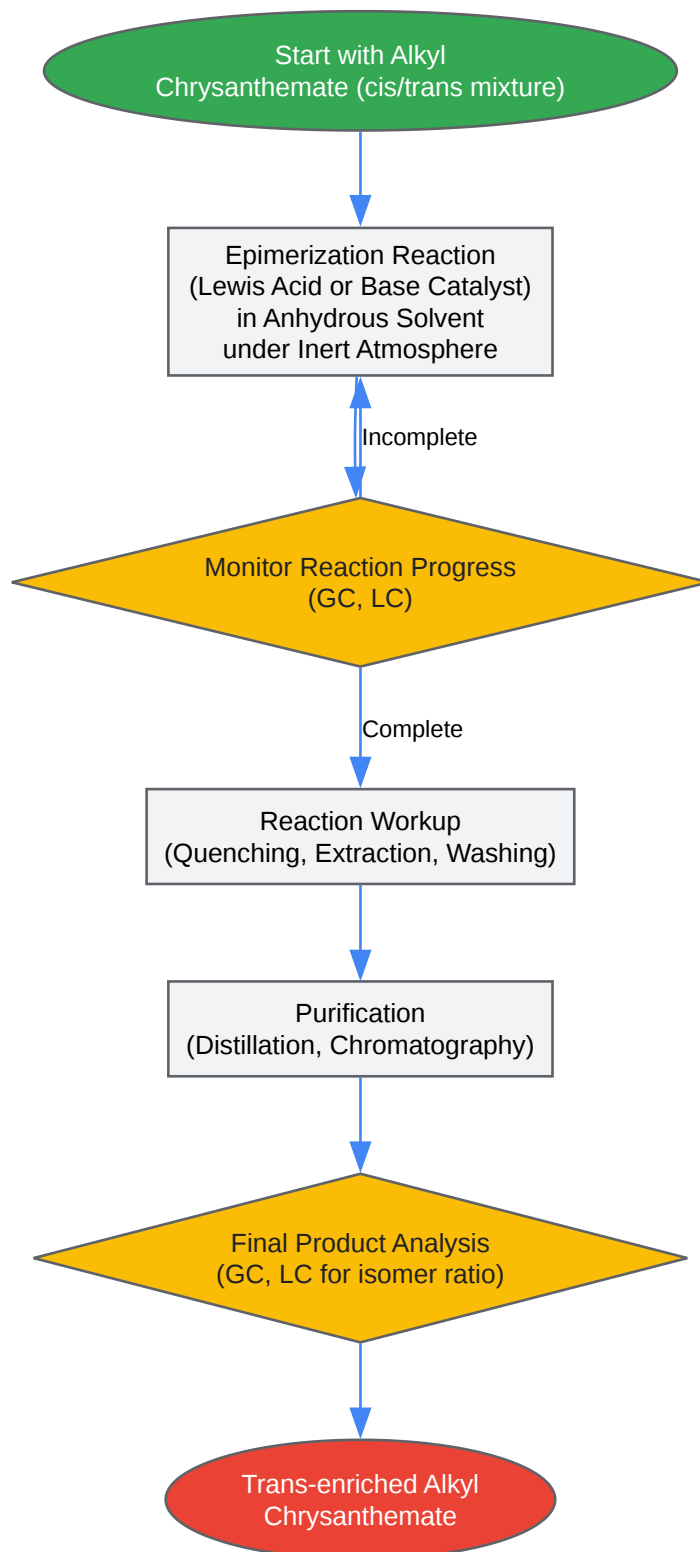 Start with Alkyl
Chrysanthemate (cis/trans mixture)
Epimerization Reaction
(Lewis Acid or Base Catalyst)
in Anhydrous Solvent
under Inert Atmosphere
Incomplete
Monitor Reaction Progress
(GC, LC)
Complete
Reaction Workup
(Quenching, Extraction, Washing)
Purification
(Distillation, Chromatography)
Final Product Analysis
(GC, LC for isomer ratio)
Trans-enriched Alkyl
Chrysanthemate